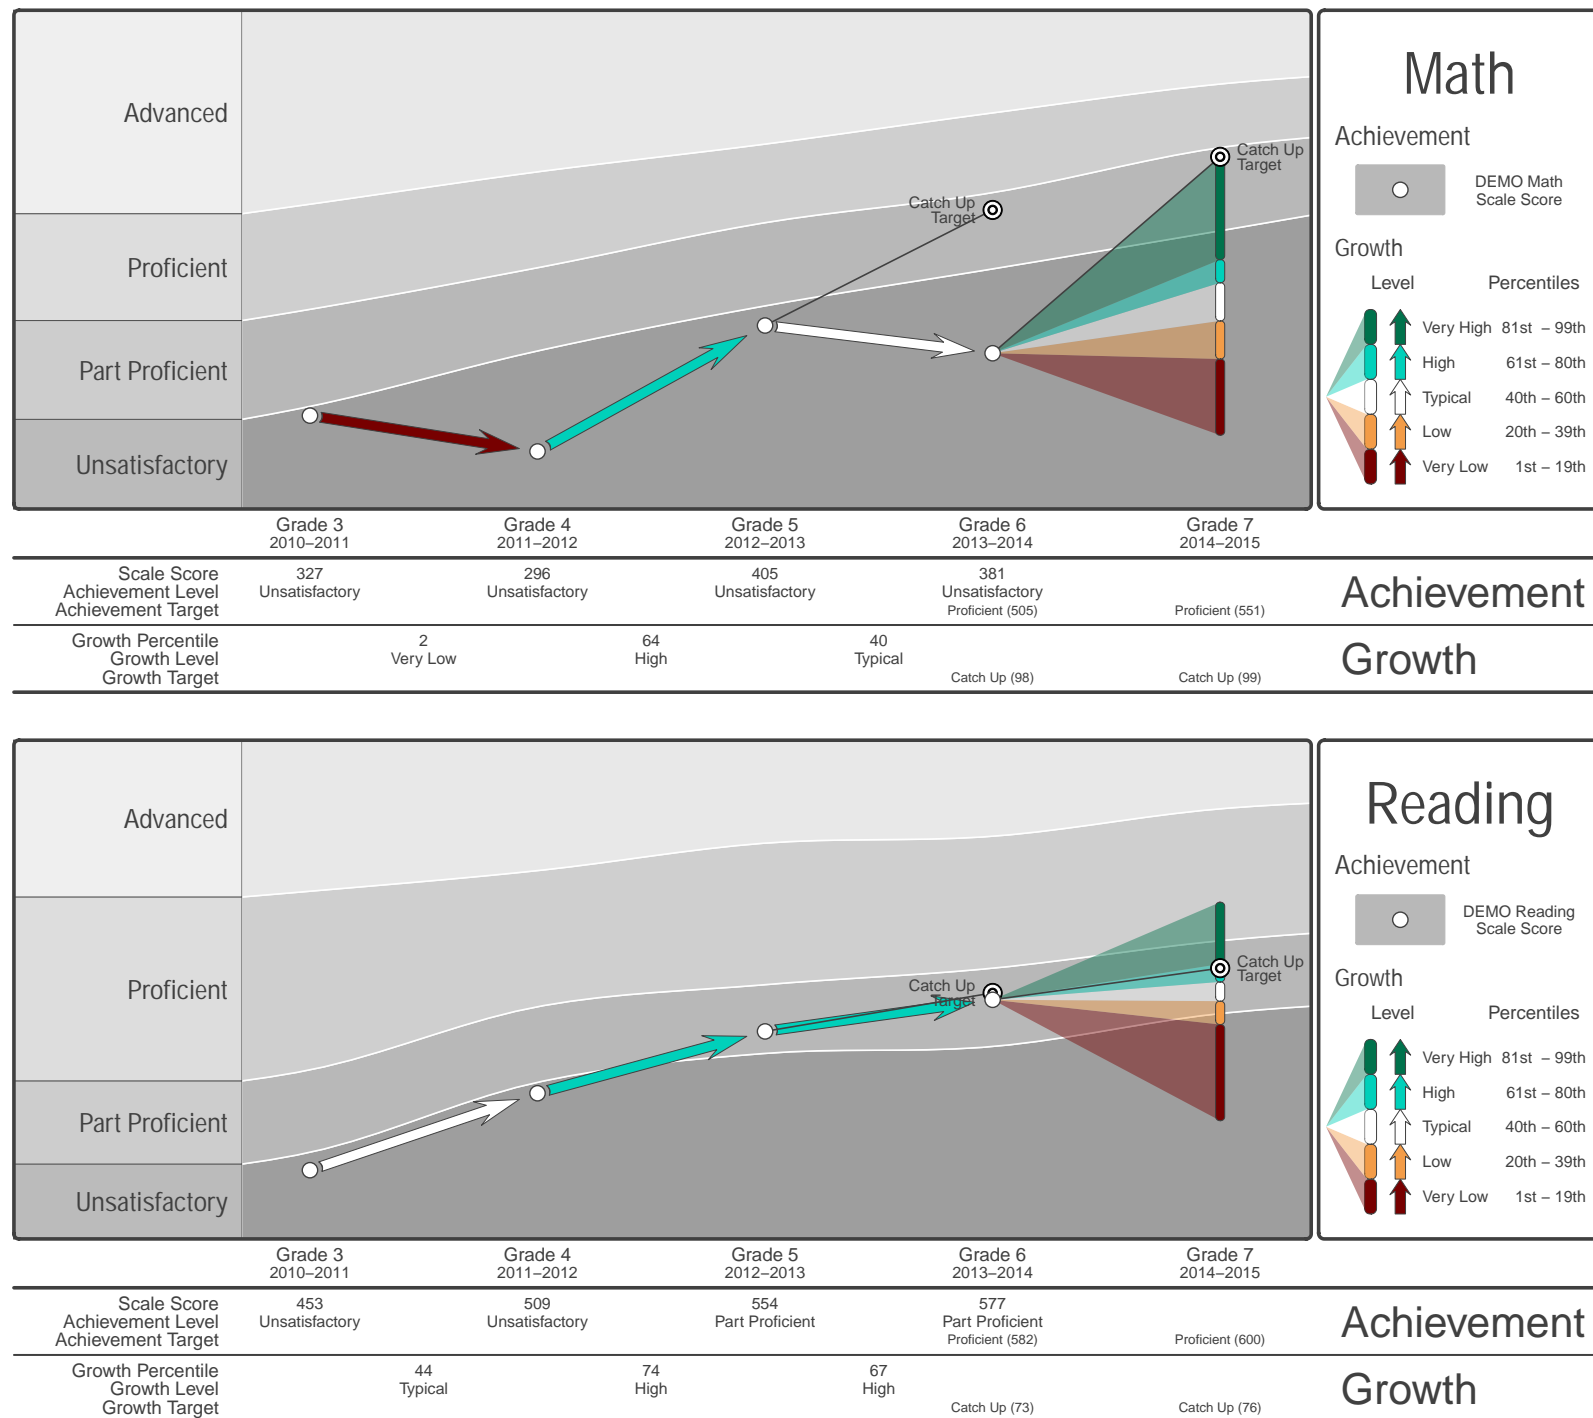 Advanced
Proficient
Part Proficient
Unsatisfactory
Catch Up
Target
Catch Up
Target
Math
Achievement
DEMO Math
Scale Score
Growth
Level Percentiles
Very High 81st – 99th
High 61st – 80th
Typical 40th – 60th
Low 20th – 39th
Very Low 1st – 19th
Grade 3 Grade 4 Grade 5 Grade 6 Grade 7
2010–2011 2011–2012 2012–2013 2013–2014 2014–2015
Scale Score 327 296 405 381
Achievement Level Unsatisfactory Unsatisfactory Unsatisfactory Unsatisfactory
Achievement Target Proficient (505) Proficient (551)
Achievement
Growth Percentile 2 64 40
Growth Level Very Low High Typical
Growth Target Catch Up (98) Catch Up (99)
Growth
Advanced
Proficient
Part Proficient
Unsatisfactory
Catch Up
Target
Catch Up
Target
Reading
Achievement
DEMO Reading
Scale Score
Growth
Level Percentiles
Very High 81st – 99th
High 61st – 80th
Typical 40th – 60th
Low 20th – 39th
Very Low 1st – 19th
Grade 3 Grade 4 Grade 5 Grade 6 Grade 7
2010–2011 2011–2012 2012–2013 2013–2014 2014–2015
Scale Score 453 509 554 577
Achievement Level Unsatisfactory Unsatisfactory Part Proficient Part Proficient
Achievement Target Proficient (582) Proficient (600)
Achievement
Growth Percentile 44 74 67
Growth Level Typical High High
Growth Target Catch Up (73) Catch Up (76)
Growth